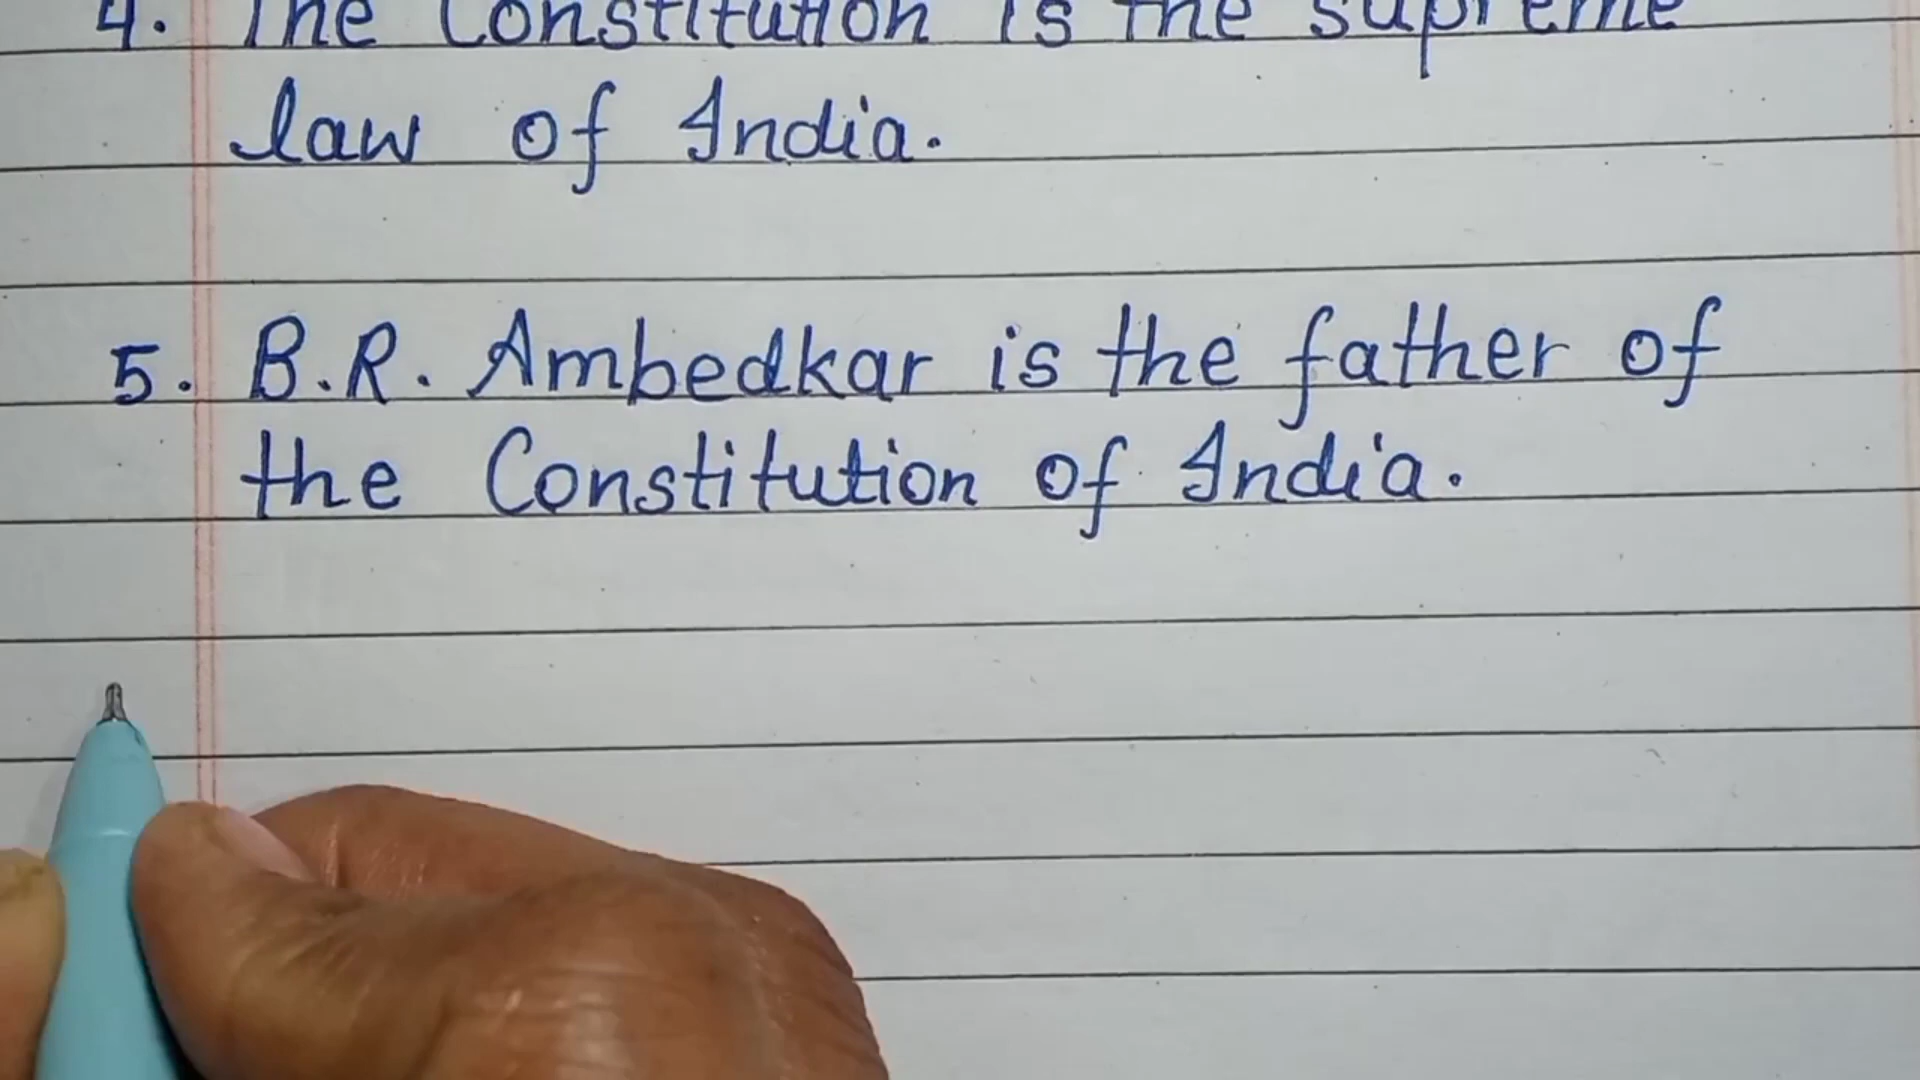 4. The Constitution is the supreme
law of India.
5. B.R. Ambedkar is the father of
the Constitution of India.